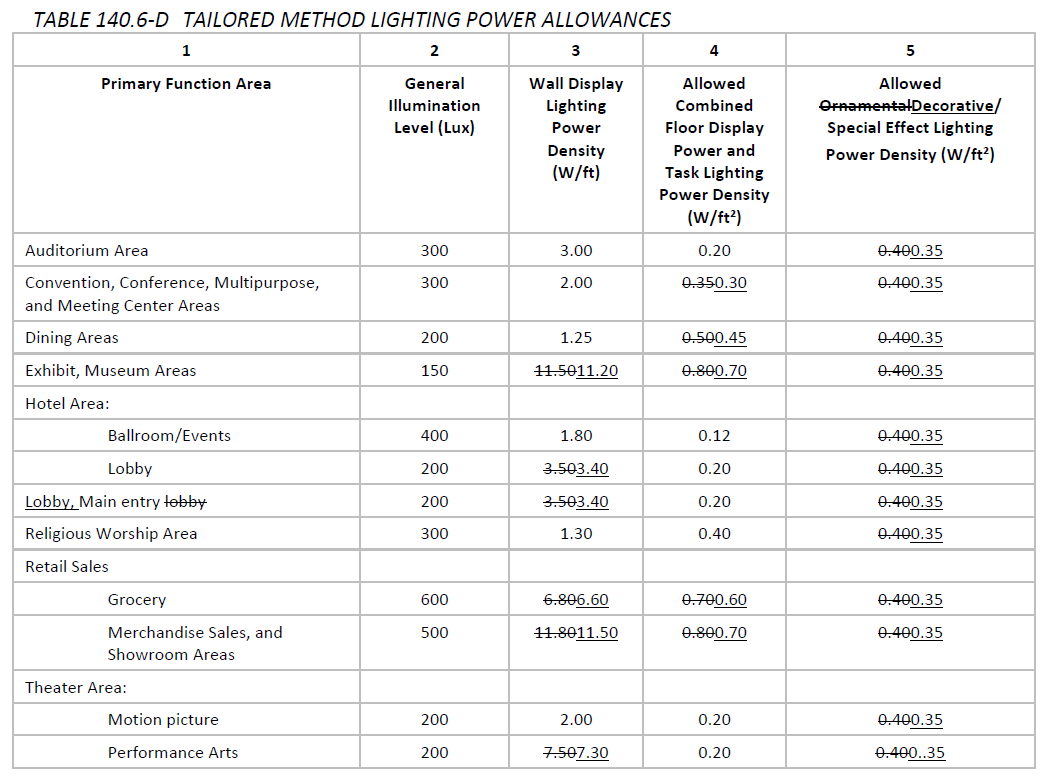 TABLE 140.6-D TAILORED METHOD LIGHTING POWER ALLOWANCES
1 2 3 4 5
Primary Function Area General Wall Display Allowed Allowed
Illumination Lighting Combined OrnamentalDecorative/
Level (Lux) Power Floor Display Special Effect Lighting
Density Power and Power Density (W/ft²)
(W/ft) Task Lighting
Power Density
(W/ft²)
Auditorium Area 300 3.00 0.20 0.400.35
Convention, Conference, Multipurpose, 300 2.00 0.350.30 0.400.35
and Meeting Center Areas
Dining Areas 200 1.25 0.500.45 0.400.35
Exhibit, Museum Areas 150 11.5011.20 0.800.70 0.400.35
Hotel Area:
Ballroom/Events 400 1.80 0.12 0.400.35
Lobby 200 3.503.40 0.20 0.400.35
Lobby, Main entry lobby 200 3.503.40 0.20 0.400.35
Religious Worship Area 300 1.30 0.40 0.400.35
Retail Sales
Grocery 600 6.806.60 0.700.60 0.400.35
Merchandise Sales, and 500 11.8011.50 0.800.70 0.400.35
Showroom Areas
Theater Area:
Motion picture 200 2.00 0.20 0.400.35
Performance Arts 200 7.507.30 0.20 0.400..35